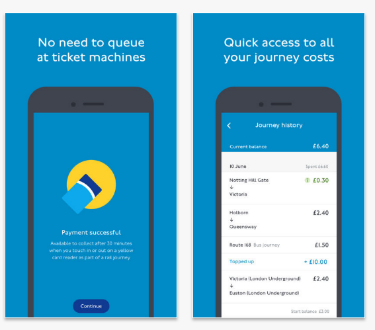 No need to queue
at ticket machines
Payment successful
Available to collect after 30 minutes
when you touch in or out on a yellow
card reader as part of a rail journey
Continue
Quick access to all
your journey costs
Journey history
Current balance £6.40
10 June
Notting Hill Gate £0.30
↓
Victoria
Holborn £2.40
↓
Queensway
Route 168 Bus journey £1.50
Topped up + £10.00
Victoria (London Underground) £2.40
↓
Euston (London Underground)
Start balance